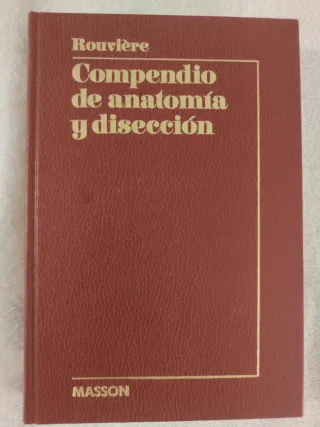 Rouvière
Compendio
de anatomía
y disección
MASSON